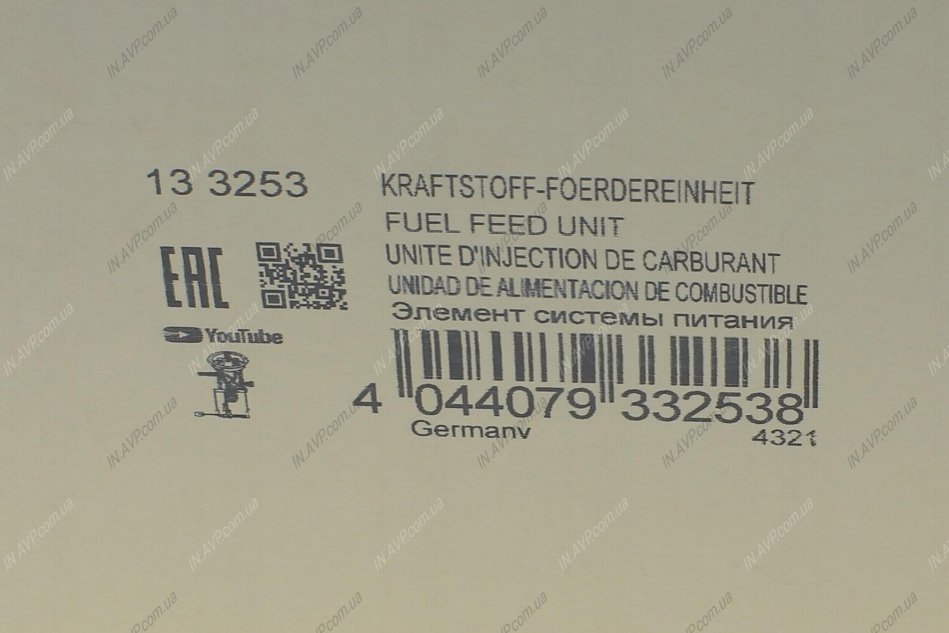 13 3253
KRAFTSTOFF-FOERDEREINHEIT
FUEL FEED UNIT
UNITE D'INJECTION DE CARBURANT
UNIDAD DE ALIMENTACION DE COMBUSTIBLE
Элемент системы питания
EAC
YouTube
4 044079 332538
Germany
4321
IN.AVP.com.ua